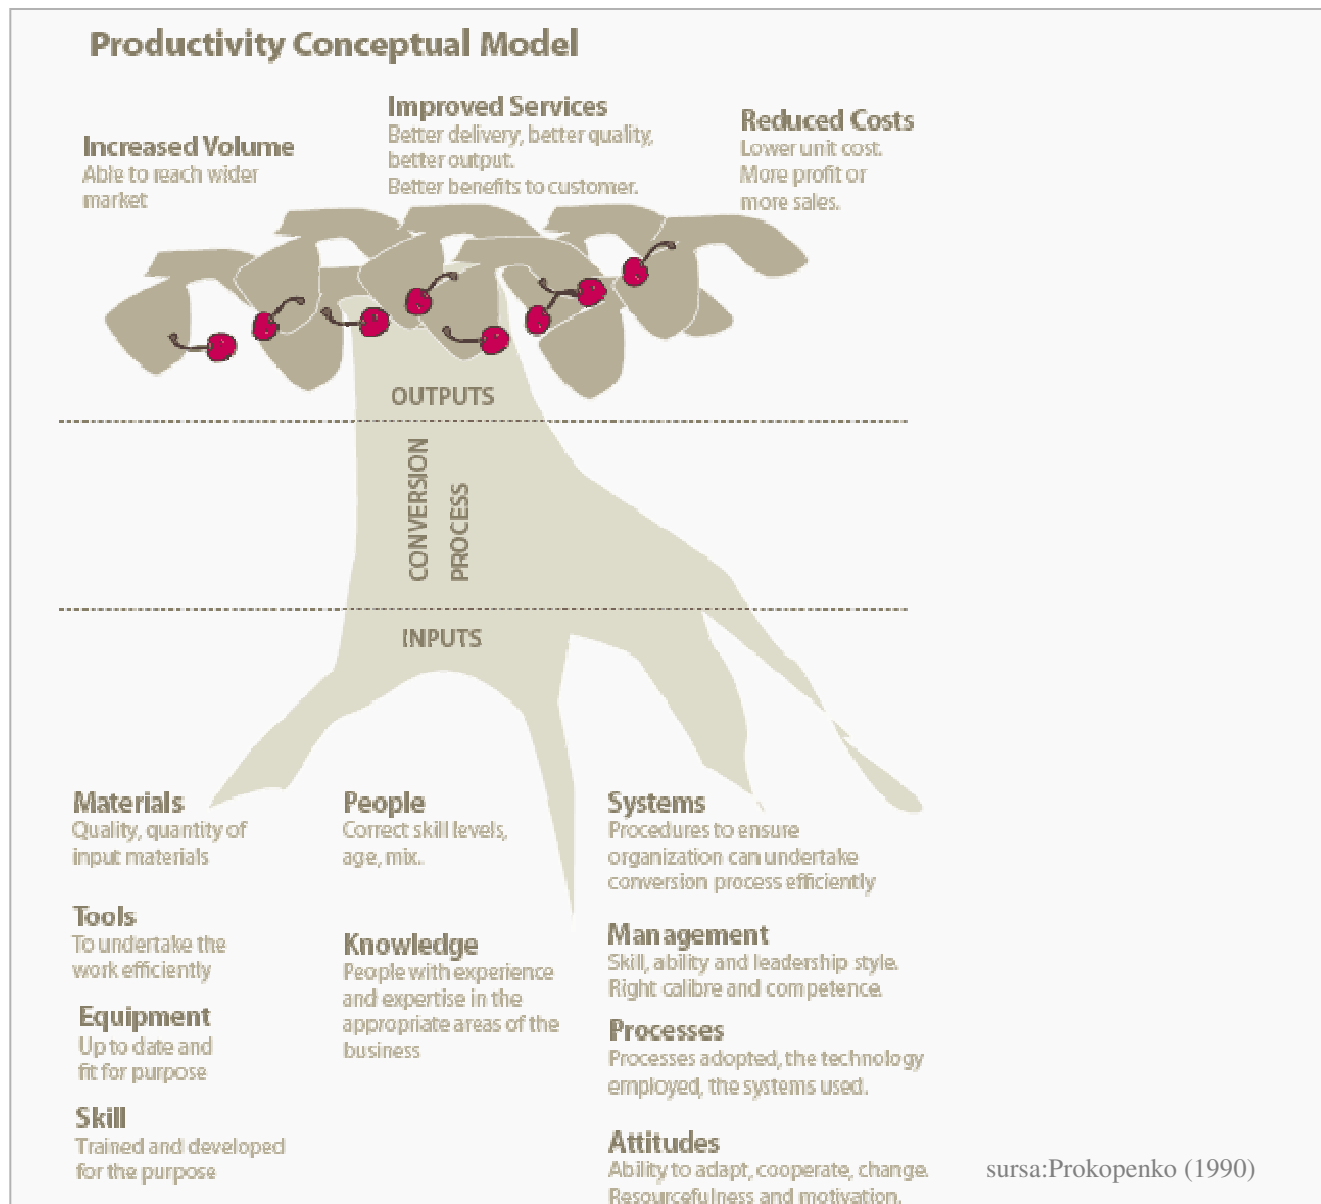 Productivity Conceptual Model
Increased Volume
Able to reach wider
market
Improved Services
Better delivery, better quality,
better output.
Better benefits to customer.
Reduced Costs
Lower unit cost.
More profit or
more sales.
OUTPUTS
CONVERSION
PROCESS
INPUTS
Materials
Quality, quantity of
input materials
Tools
To undertake the
work efficiently
Equipment
Up to date and
fit for purpose
Skill
Trained and developed
for the purpose
People
Correct skill levels,
age, mix..
Knowledge
People with experience
and expertise in the
appropriate areas of the
business
Systems
Procedures to ensure
organization can undertake
conversion process efficiently
Management
Skill, ability and leadership style.
Right calibre and competence.
Processes
Processes adopted, the technology
employed, the systems used.
Attitudes
Ability to adapt, cooperate, change.
Resourcefulness and motivation.
sursa:Prokopenko (1990)